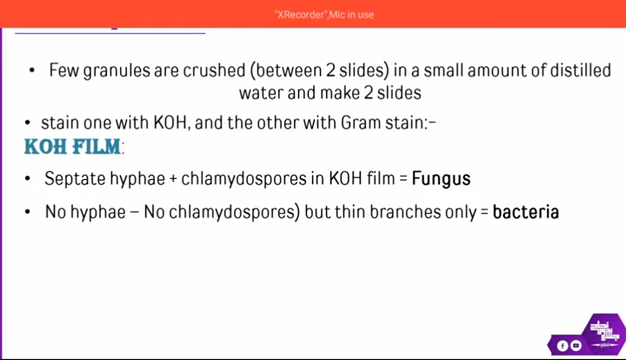 "XRecorder",Mic in use
• Few granules are crushed (between 2 slides) in a small amount of distilled
water and make 2 slides
• stain one with KOH, and the other with Gram stain:-
KOH FILM:
• Septate hyphae + chlamydospores in KOH film = Fungus
• No hyphae – No chlamydospores) but thin branches only = bacteria